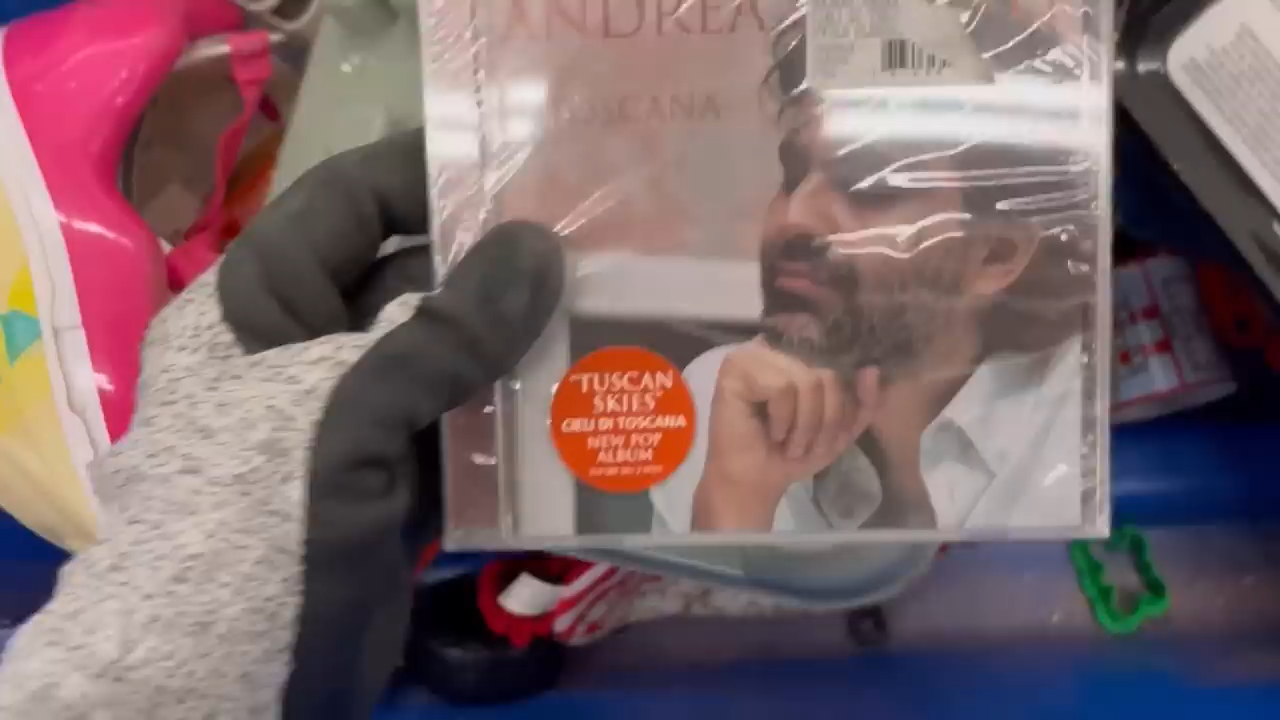 ANDREA
TOSCANA
"TUSCAN
SKIES"
CIELI DI TOSCANA
NEW POP
ALBUM